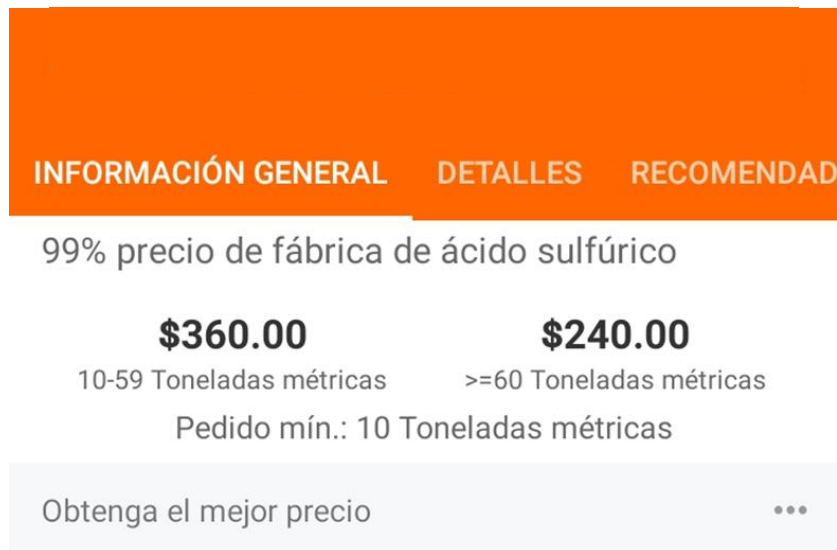 INFORMACIÓN GENERAL DETALLES RECOMENDAD
99% precio de fábrica de ácido sulfúrico
$360.00 $240.00
10-59 Toneladas métricas >=60 Toneladas métricas
Pedido mín.: 10 Toneladas métricas
Obtenga el mejor precio •••